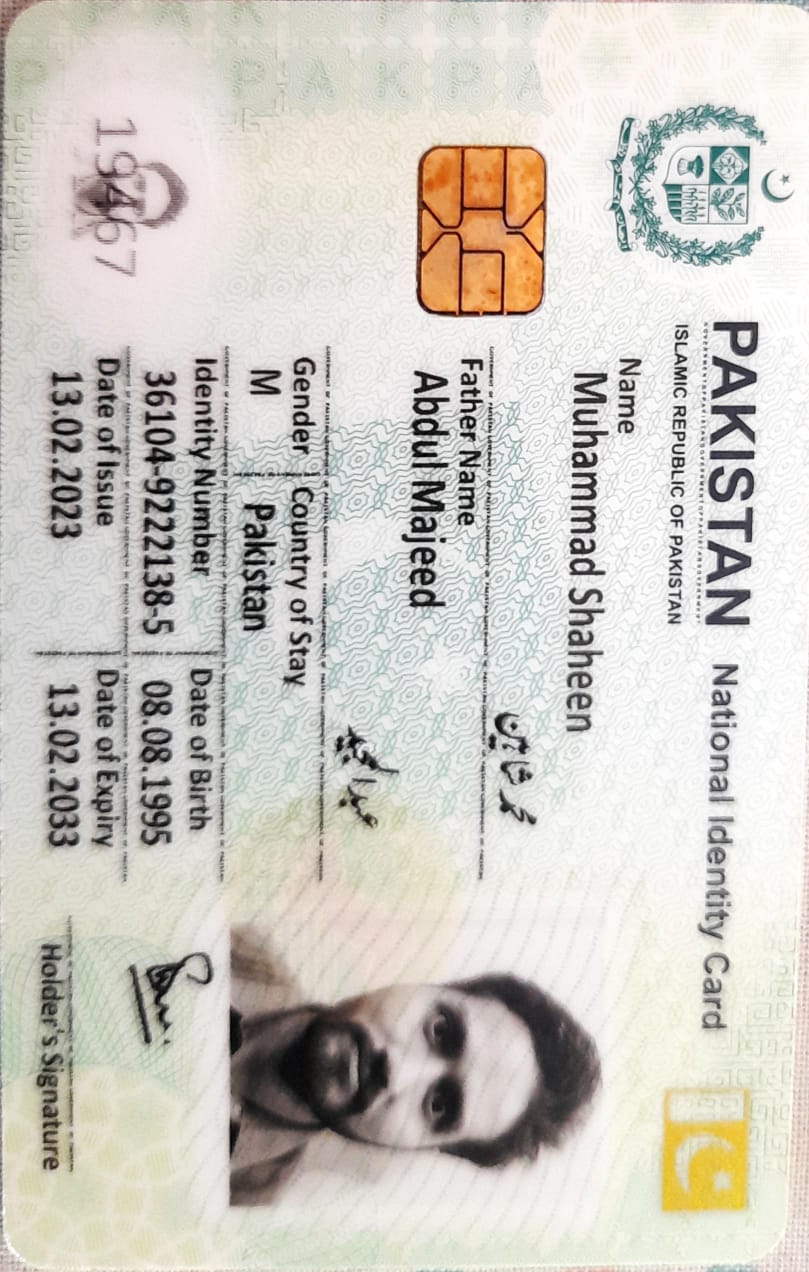 PAKISTAN National Identity Card
ISLAMIC REPUBLIC OF PAKISTAN
Name
Muhammad Shaheen
محمد شاہین
Father Name
Abdul Majeed
عبدالمجید
Gender Country of Stay
M Pakistan
Identity Number Date of Birth
36104-9222138-5 08.08.1995
Date of Issue Date of Expiry
13.02.2023 13.02.2033
Holder's Signature
19467